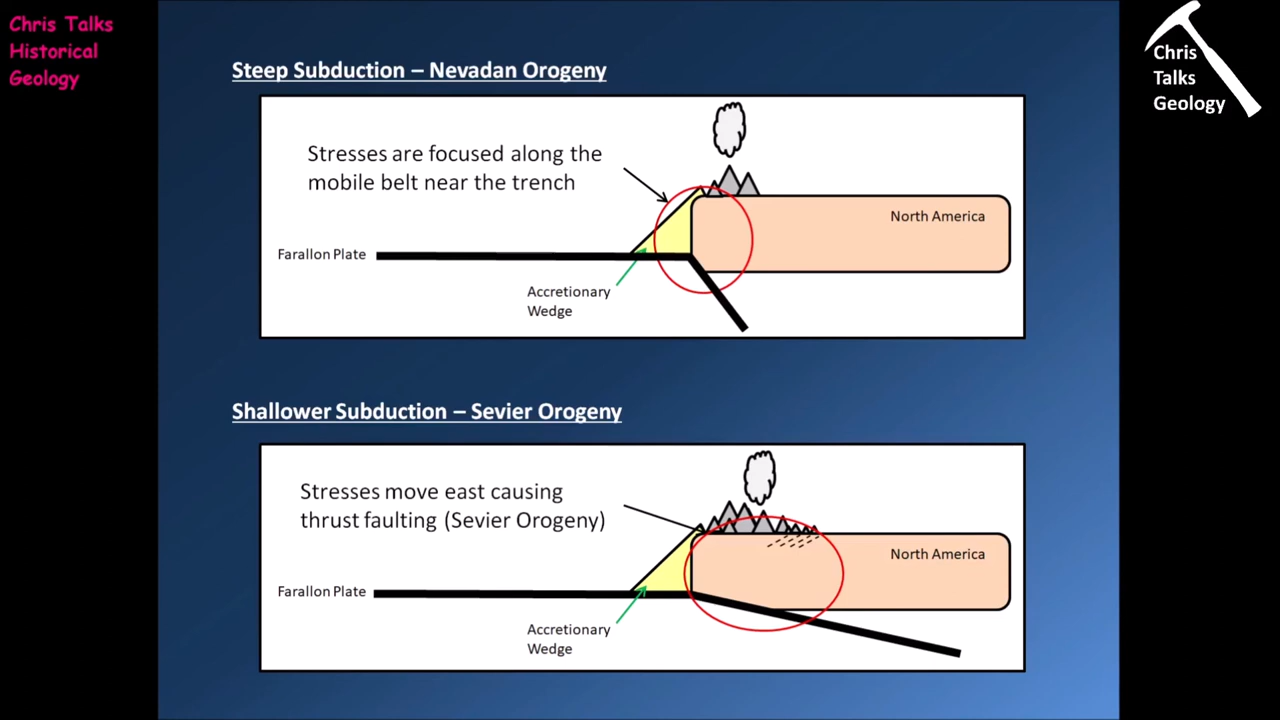 Chris Talks
Historical
Geology
Chris
Talks
Geology
Steep Subduction – Nevadan Orogeny
Stresses are focused along the
mobile belt near the trench
North America
Farallon Plate
Accretionary
Wedge
Shallower Subduction – Sevier Orogeny
Stresses move east causing
thrust faulting (Sevier Orogeny)
North America
Farallon Plate
Accretionary
Wedge